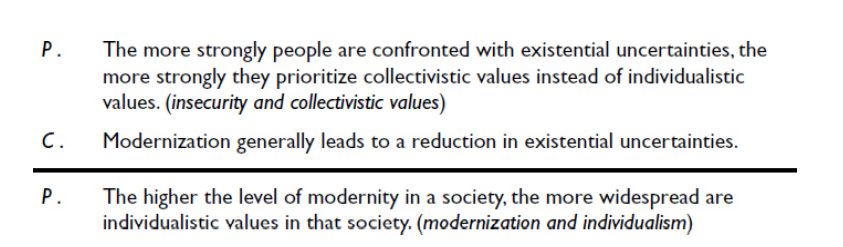 P. The more strongly people are confronted with existential uncertainties, the
more strongly they prioritize collectivistic values instead of individualistic
values. (insecurity and collectivistic values)
C. Modernization generally leads to a reduction in existential uncertainties.
P. The higher the level of modernity in a society, the more widespread are
individualistic values in that society. (modernization and individualism)